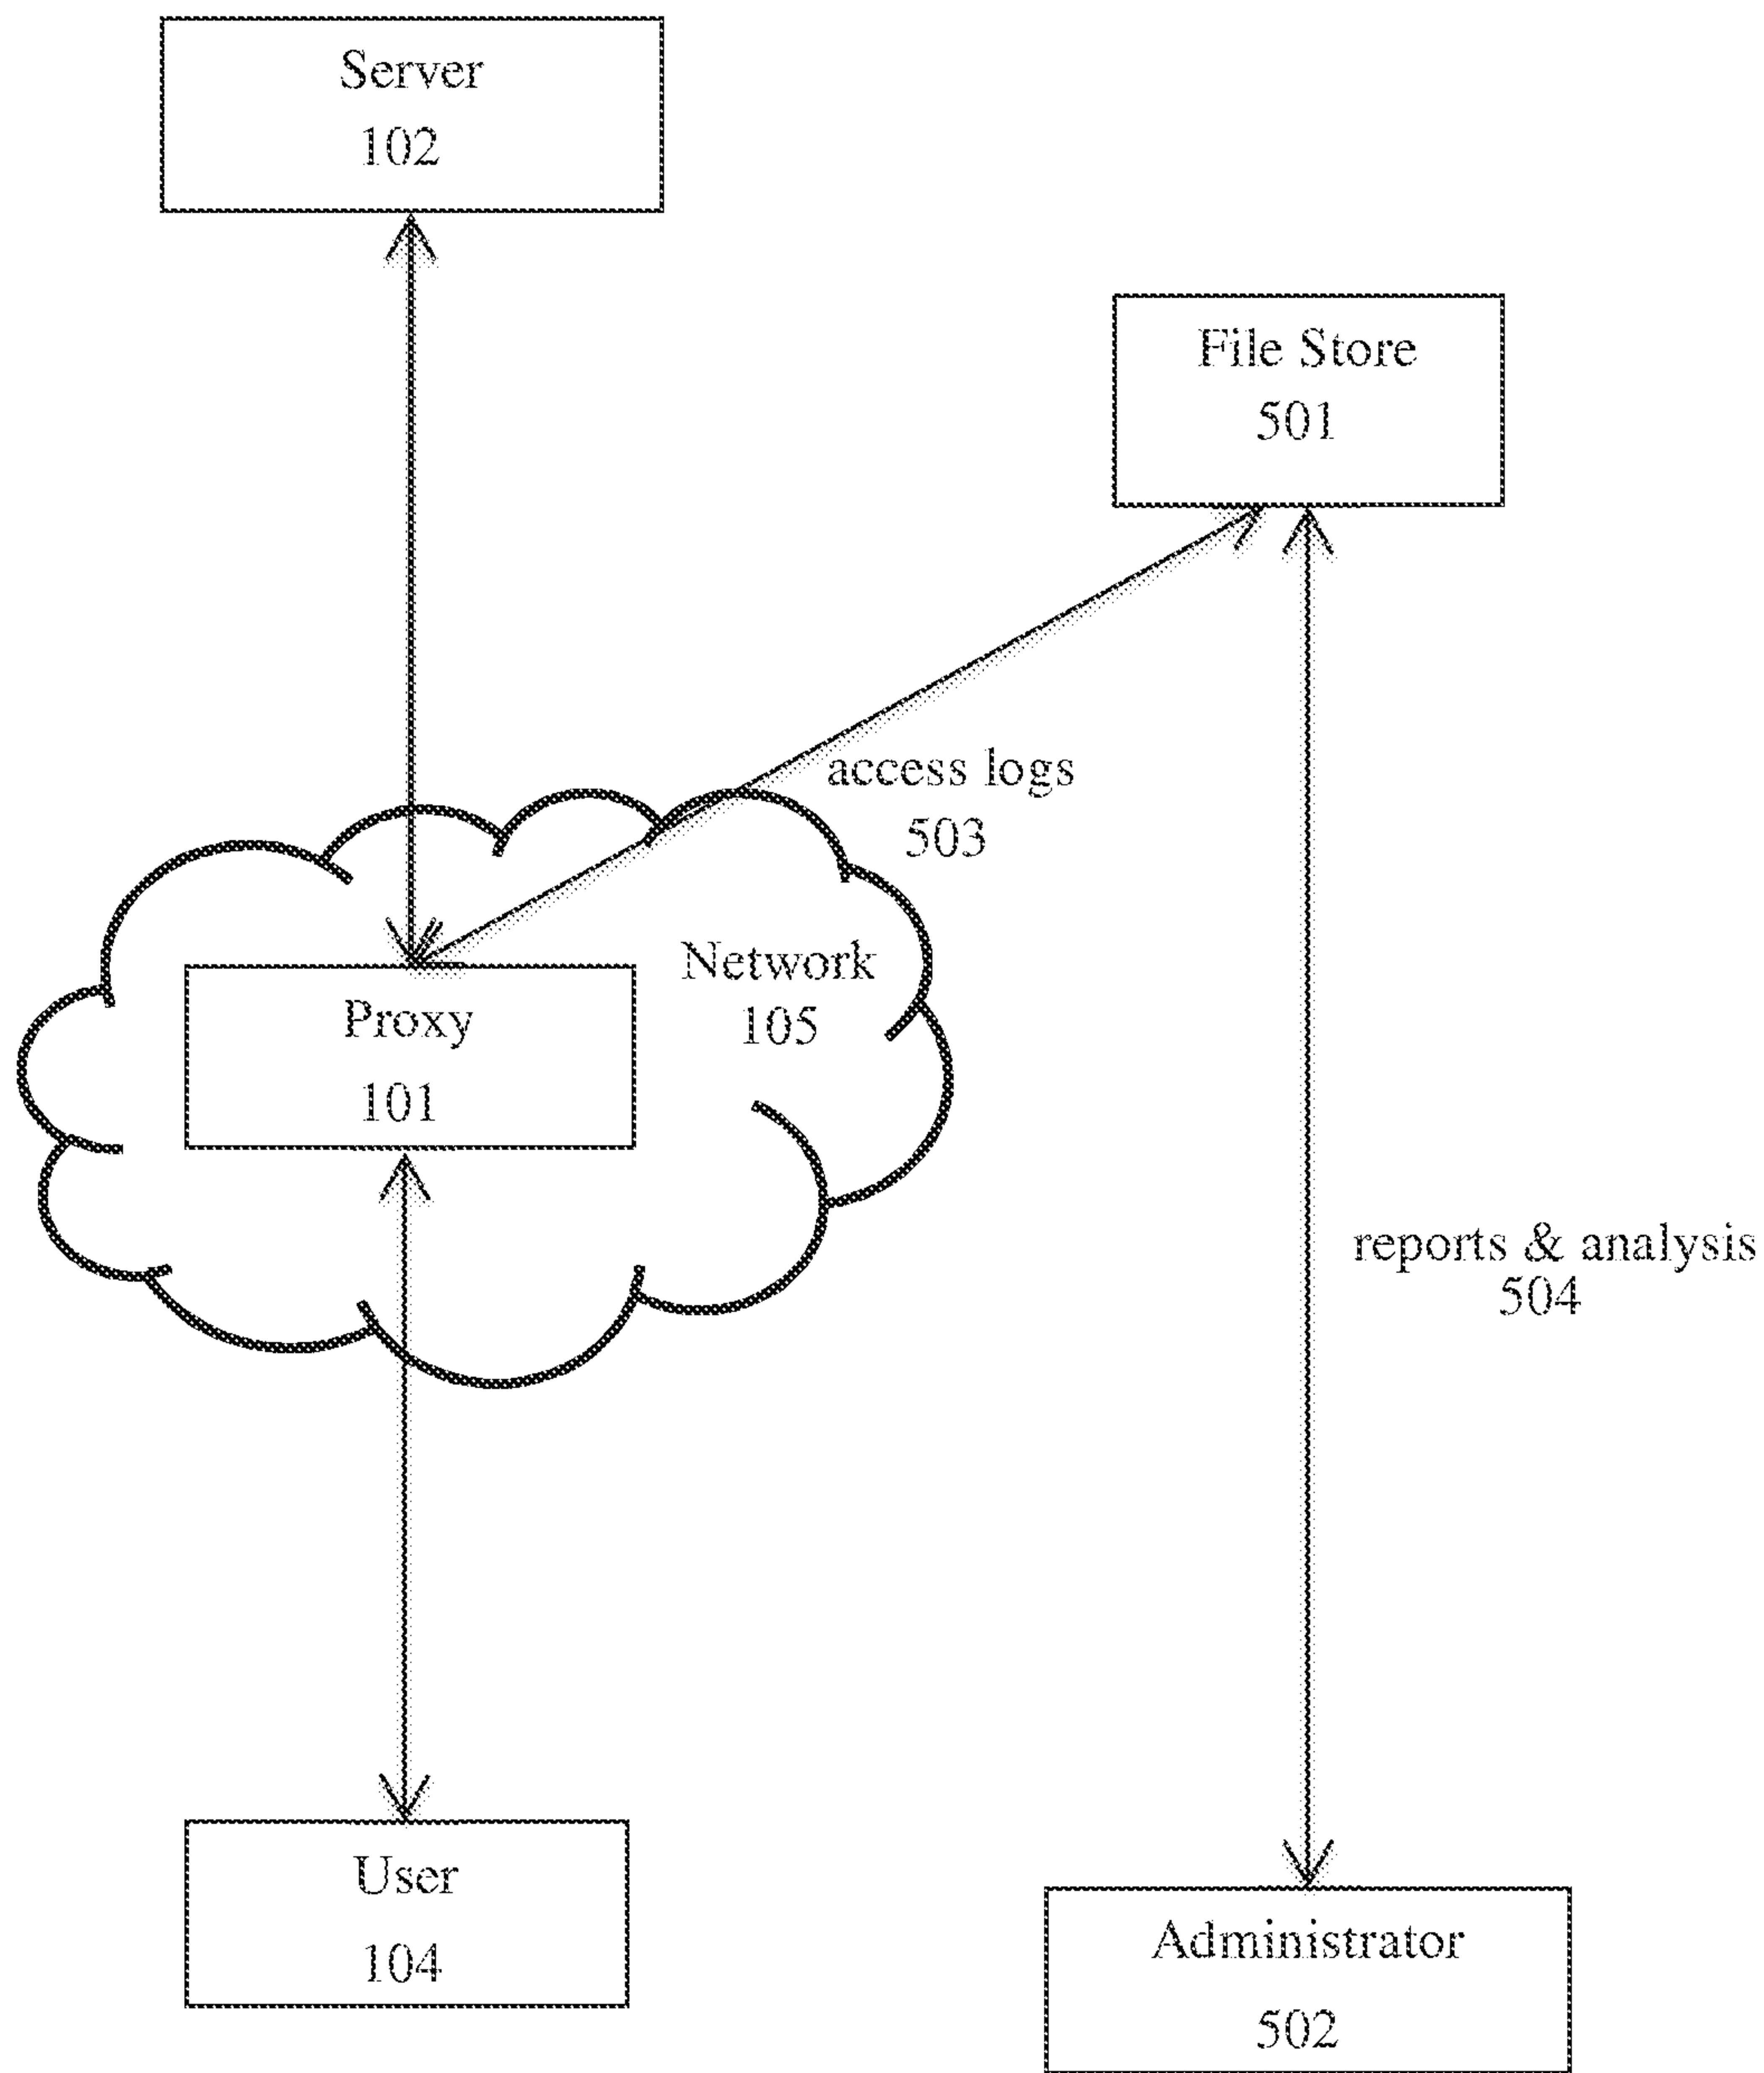 Server
102
File Store
501
access logs
503
Network
105
Proxy
101
reports & analysis
504
User
104
Administrator
502